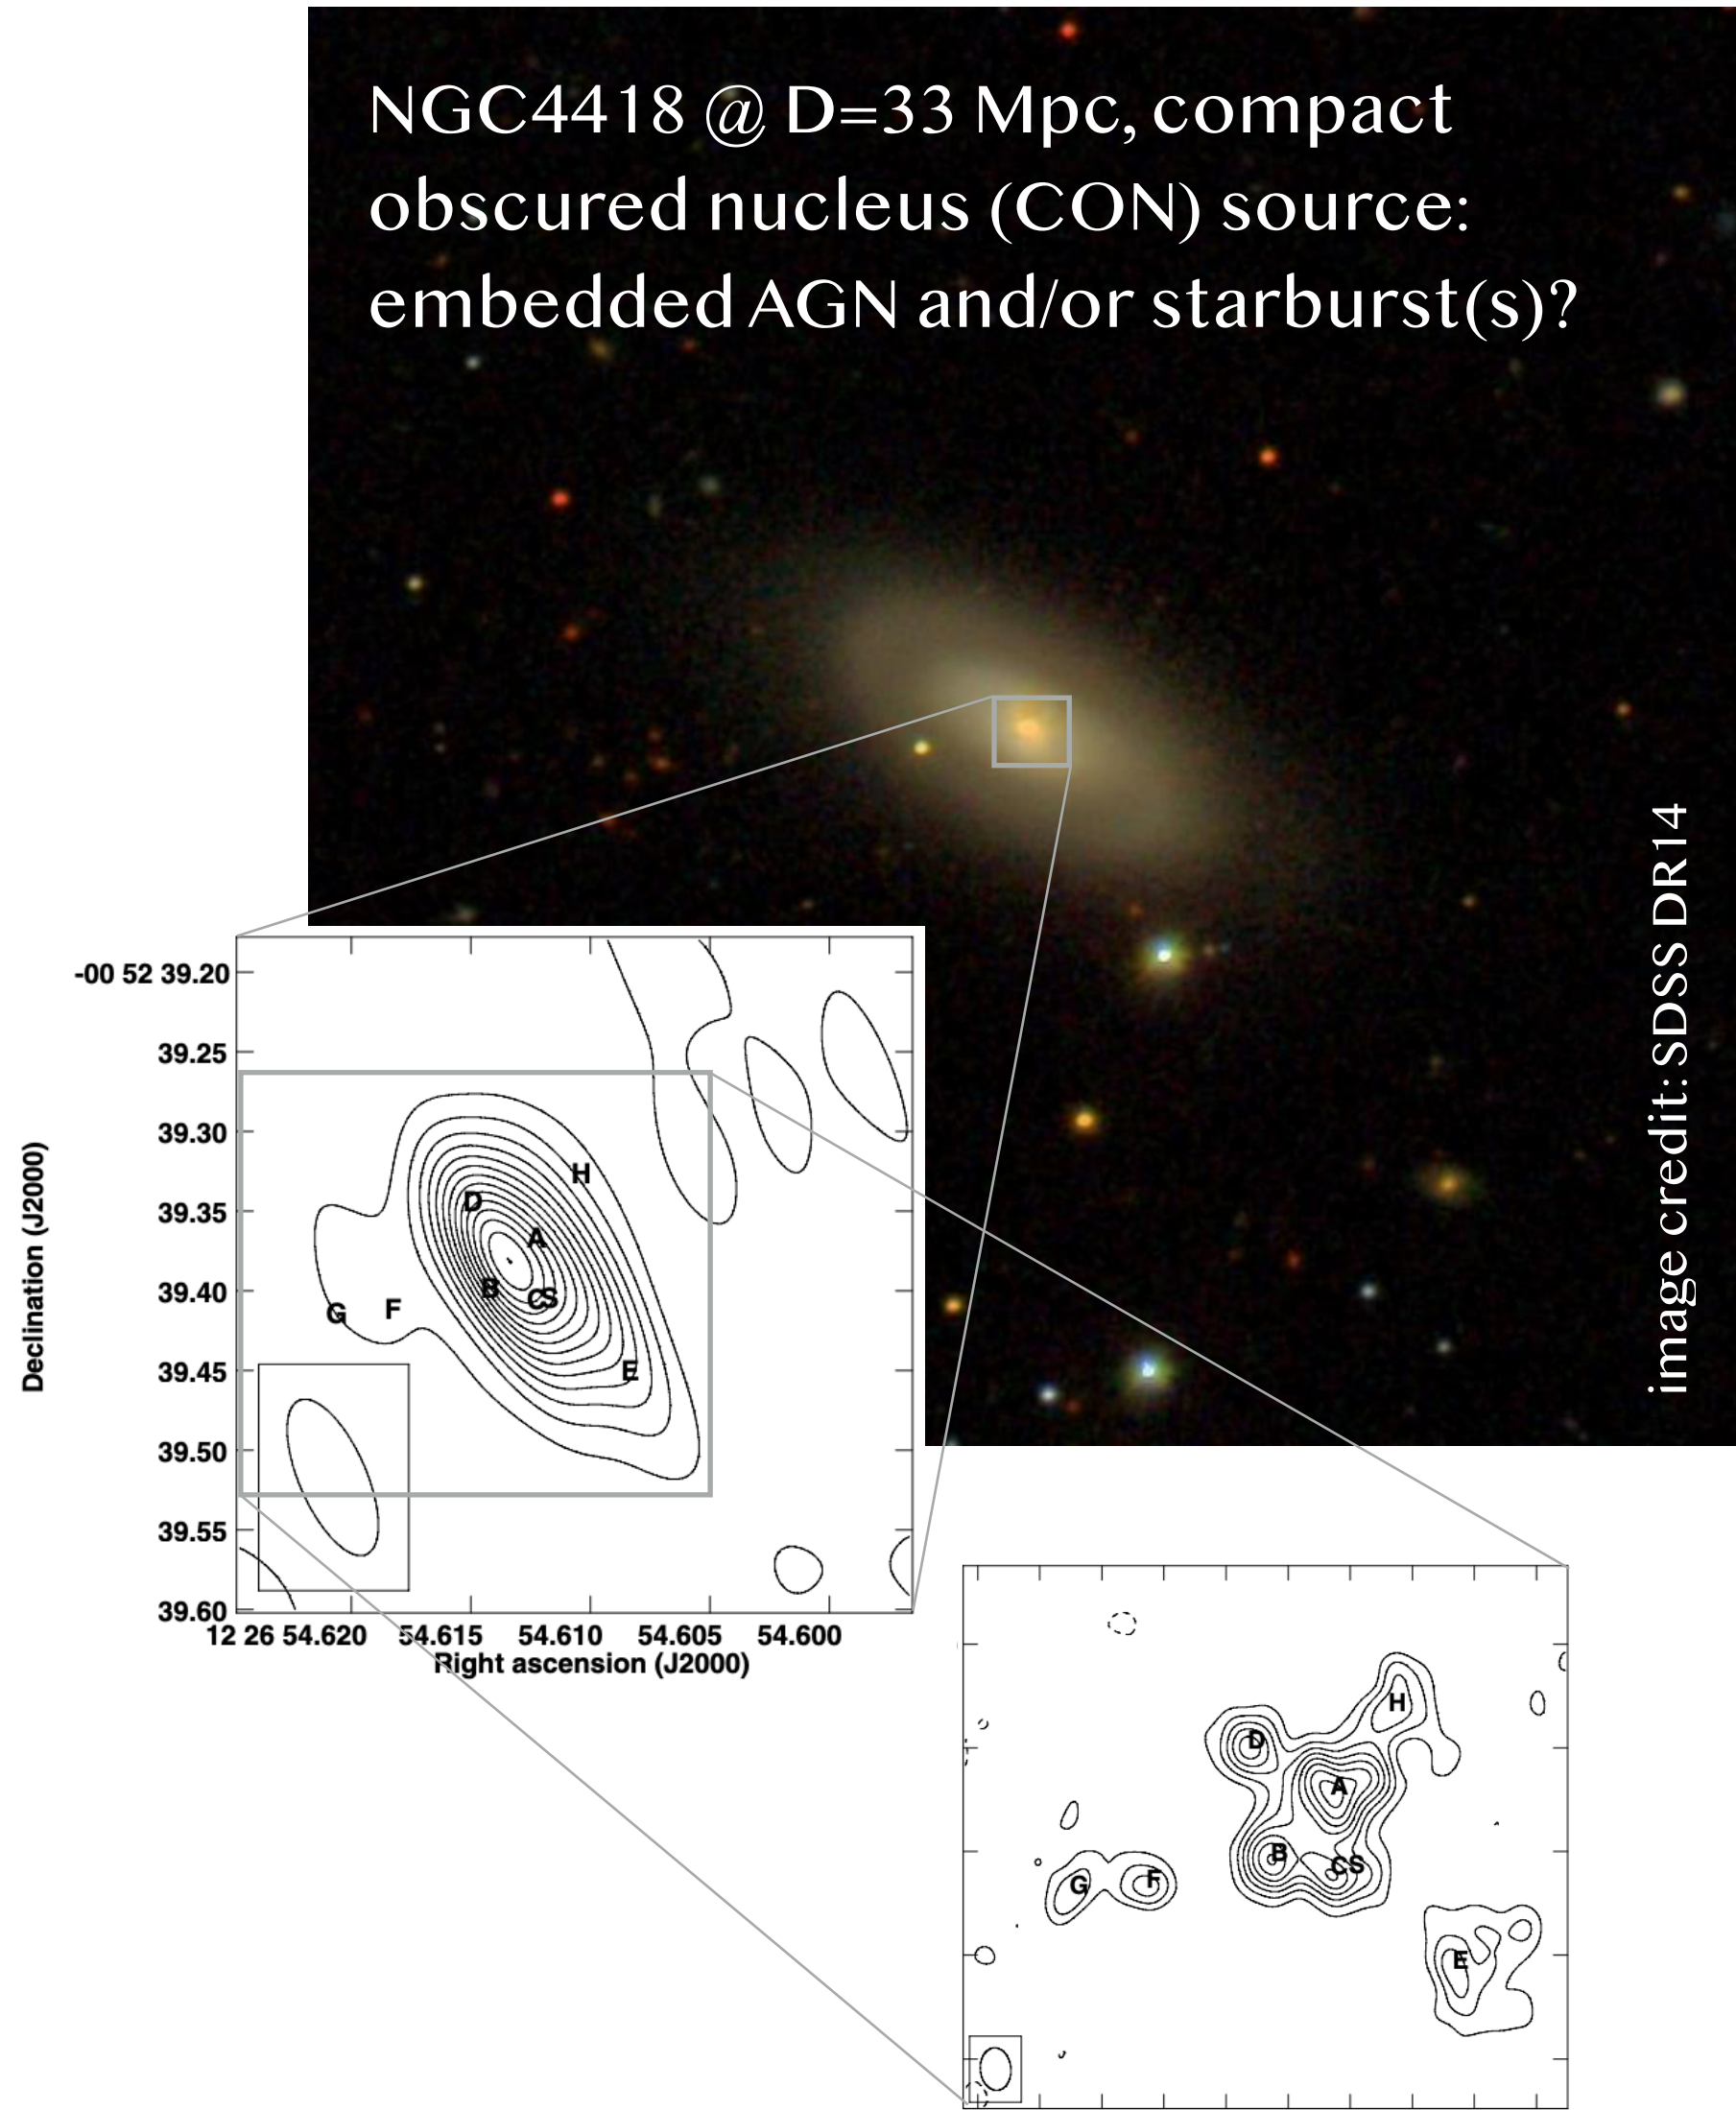 NGC4418 @ D=33 Mpc, compact
obscured nucleus (CON) source:
embedded AGN and/or starburst(s)?
image credit: SDSS DR14
Declination (J2000)
-00 52 39.20
39.25
39.30
39.35
39.40
39.45
39.50
39.55
39.60
H
D
A
B
CS
G
F
E
12 26 54.620 54.615 54.610 54.605 54.600
Right ascension (J2000)
H
D
A
B
CS
G
F
E